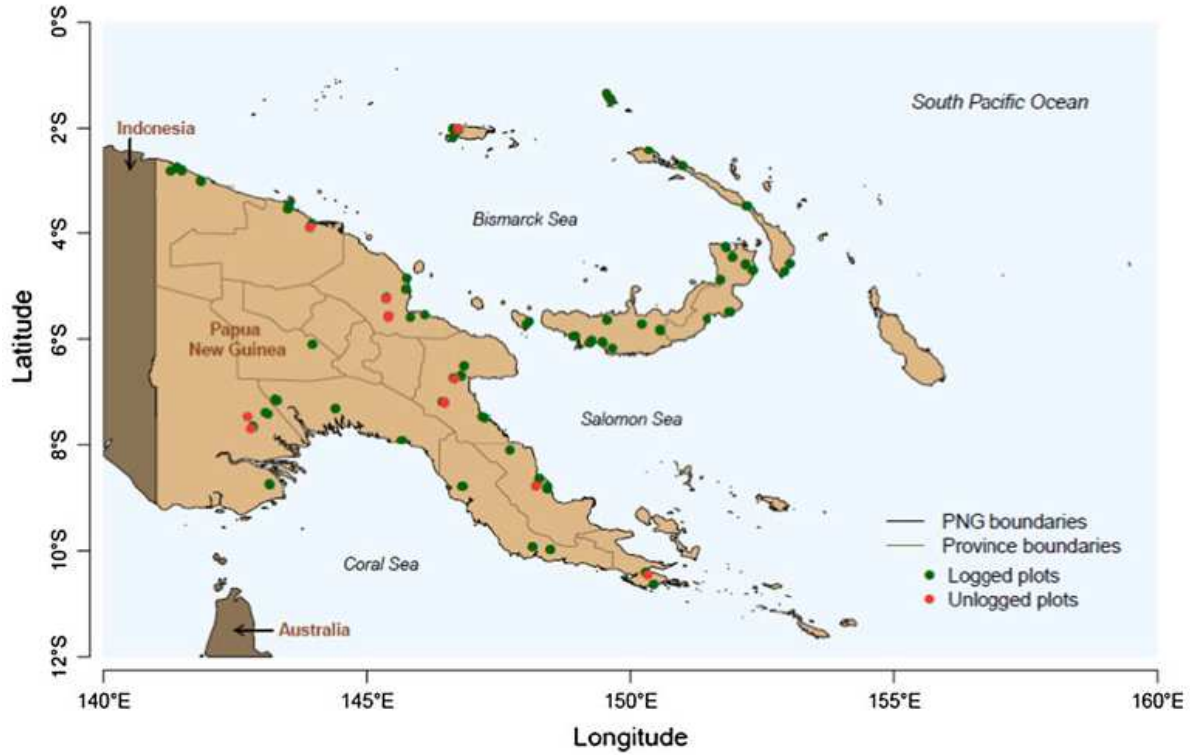 0°S
2°S
4°S
6°S
8°S
10°S
12°S
Latitude
Indonesia
South Pacific Ocean
Bismarck Sea
Papua
New Guinea
Salomon Sea
Coral Sea
Australia
PNG boundaries
Province boundaries
Logged plots
Unlogged plots
140°E
145°E
150°E
155°E
160°E
Longitude